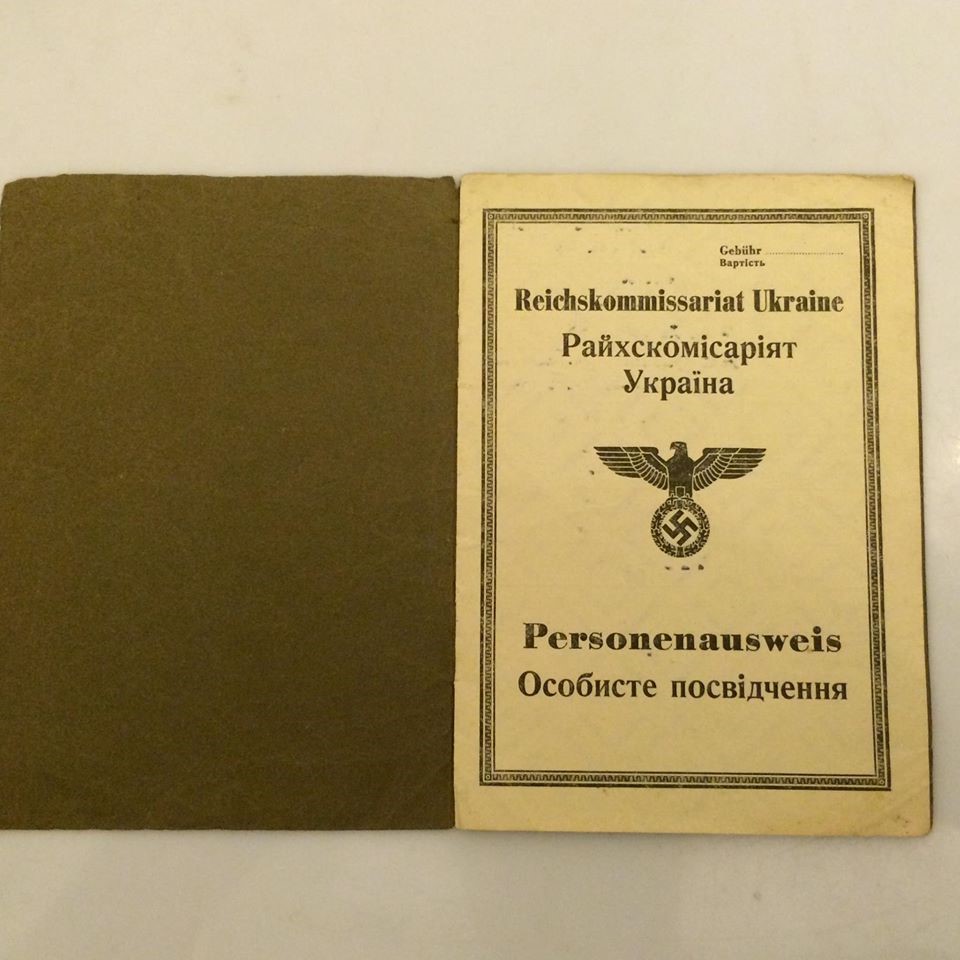 Gebühr ....................
Вартість
Reichskommissariat Ukraine
Райхскомісаріят
Україна
Personenausweis
Особисте посвідчення